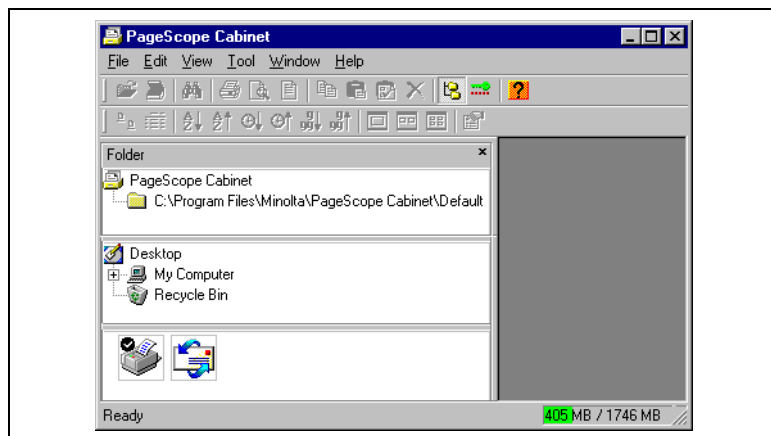 PageScope Cabinet
File Edit View Tool Window Help
Folder
PageScope Cabinet
C:\Program Files\Minolta\PageScope Cabinet\Default
Desktop
My Computer
Recycle Bin
Ready
405 MB / 1746 MB